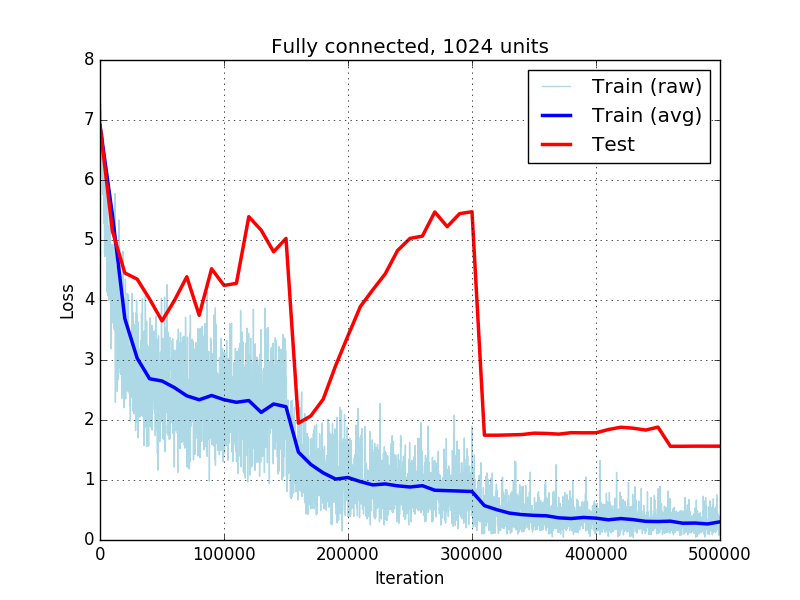 Fully connected, 1024 units
8
7
6
5
4
3
2
1
0
Loss
Train (raw)
Train (avg)
Test
0
100000
200000
300000
400000
500000
Iteration